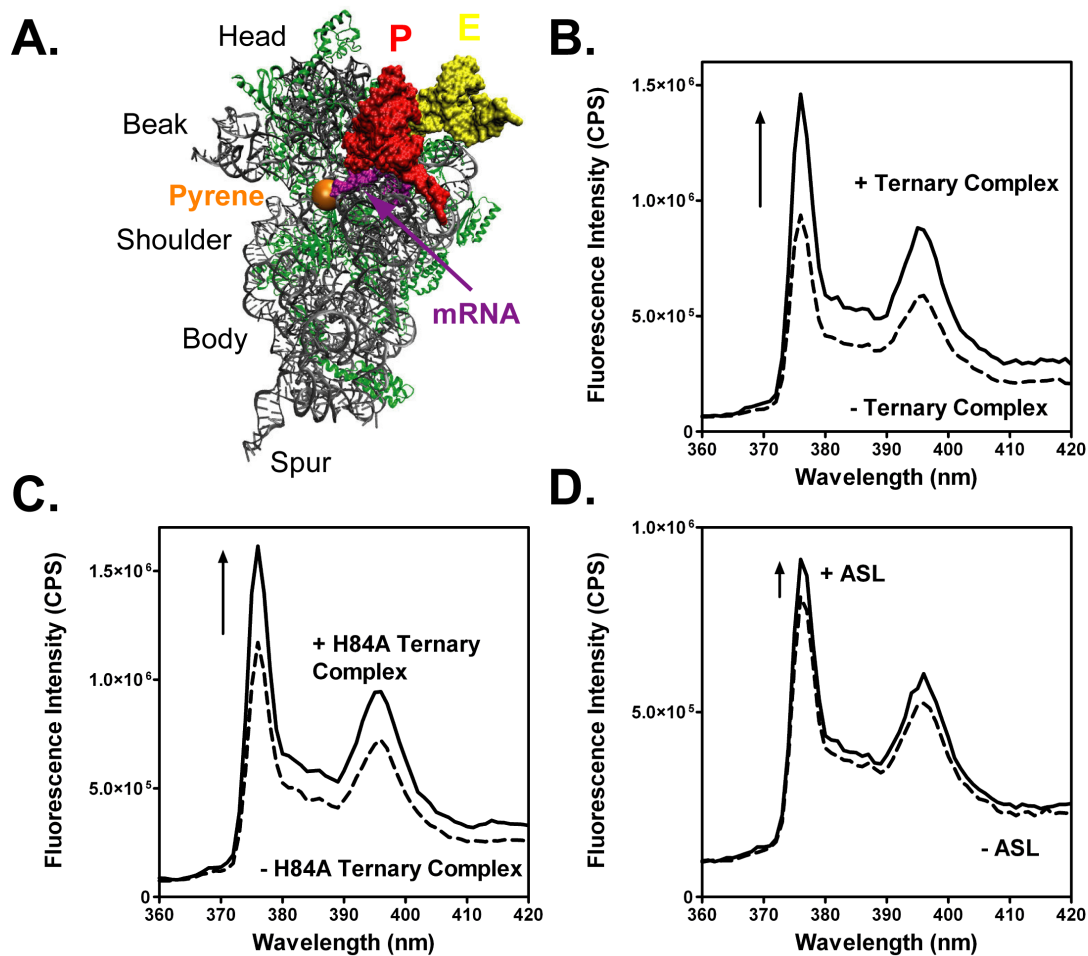 A.
Head
P
E
Beak
Pyrene
Shoulder
mRNA
Body
Spur
B.
Fluorescence Intensity (CPS)
1.5×10⁶
1.0×10⁶
5.0×10⁵
0
+ Ternary Complex
- Ternary Complex
360 370 380 390 400 410 420
Wavelength (nm)
C.
Fluorescence Intensity (CPS)
1.5×10⁶
1.0×10⁶
5.0×10⁵
0
+ H84A Ternary
Complex
- H84A Ternary Complex
360 370 380 390 400 410 420
Wavelength (nm)
D.
Fluorescence Intensity (CPS)
1.0×10⁶
5.0×10⁵
0
+ ASL
- ASL
360 370 380 390 400 410 420
Wavelength (nm)